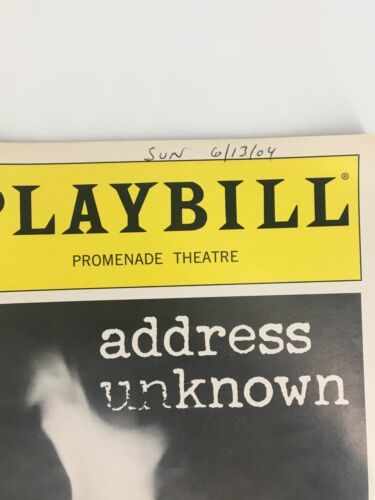 SUN 6/13/04
PLAYBILL®
PROMENADE THEATRE
address
unknown